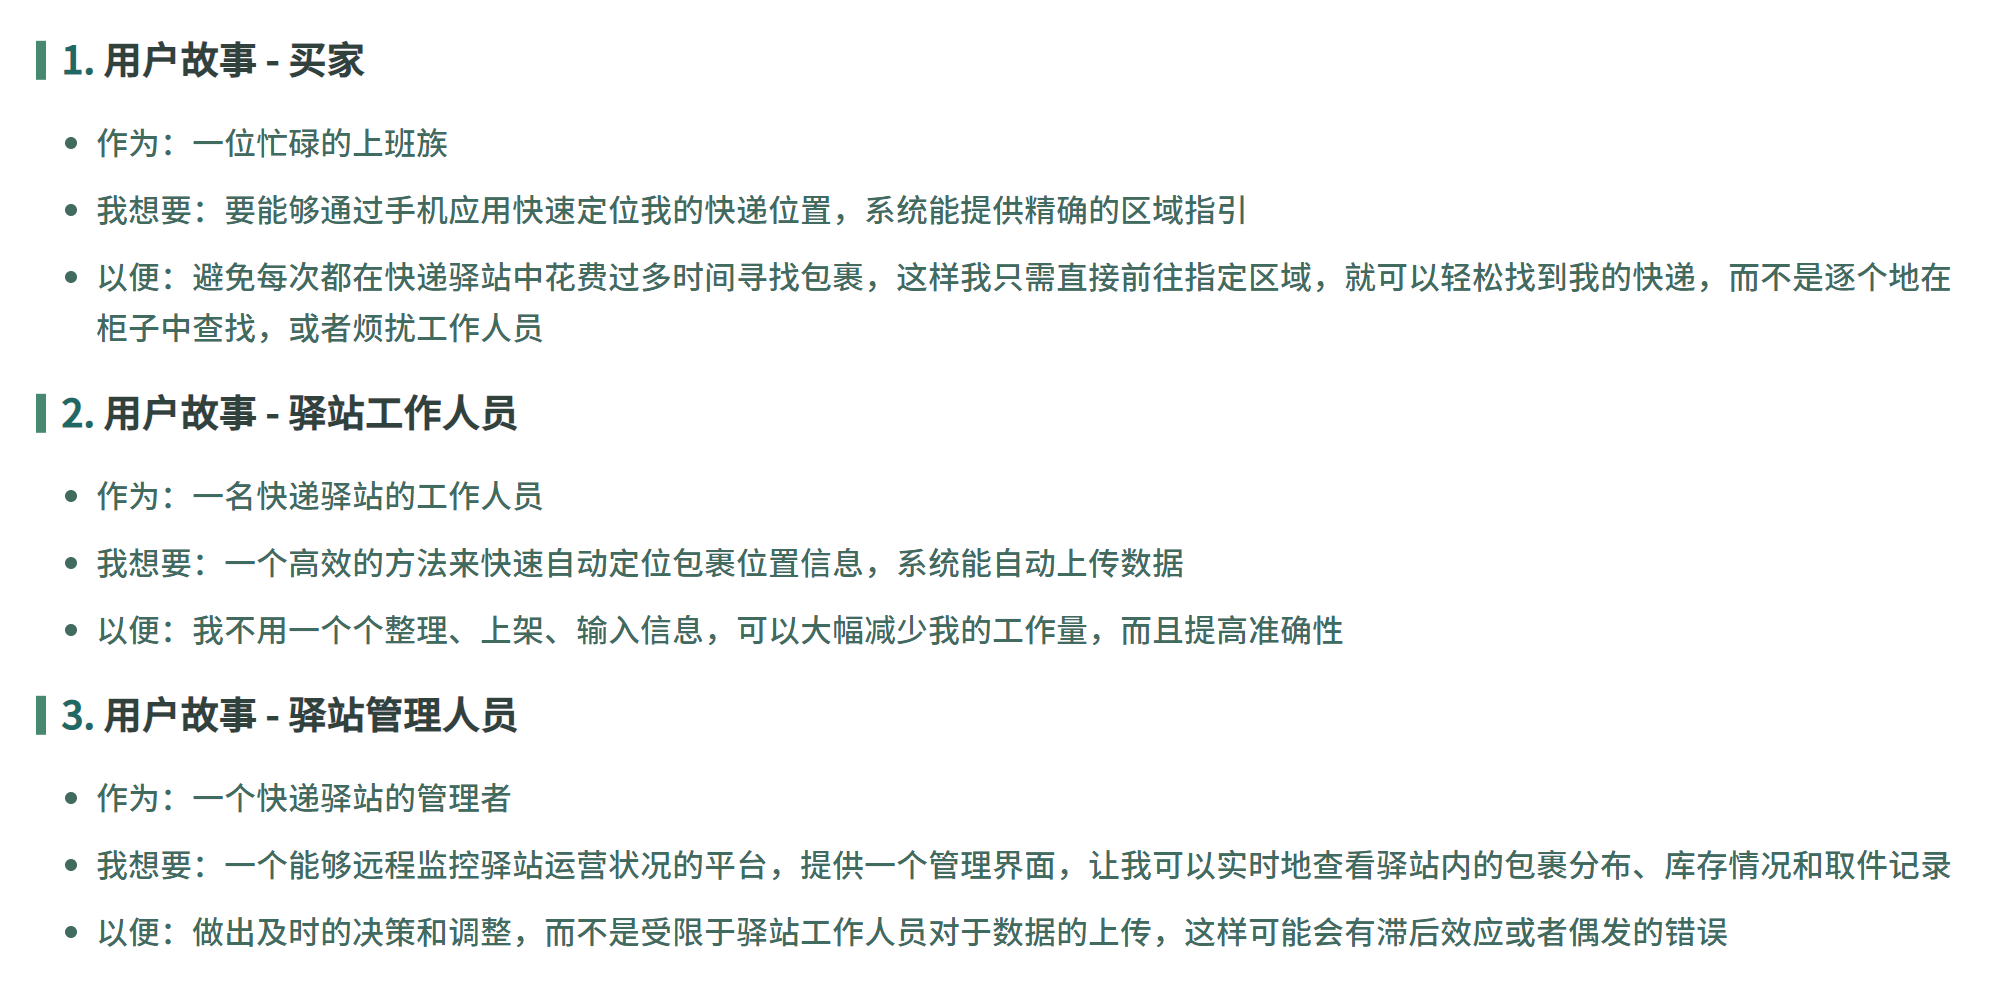 1. 用户故事 - 买家
作为：一位忙碌的上班族
我想要：要能够通过手机应用快速定位我的快递位置，系统能提供精确的区域指引
以便：避免每次都在快递驿站中花费过多时间寻找包裹，这样我只需直接前往指定区域，就可以轻松找到我的快递，而不是逐个地在
柜子中查找，或者烦扰工作人员
2. 用户故事 - 驿站工作人员
作为：一名快递驿站的工作人员
我想要：一个高效的方法来快速自动定位包裹位置信息，系统能自动上传数据
以便：我不用一个个整理、上架、输入信息，可以大幅减少我的工作量，而且提高准确性
3. 用户故事 - 驿站管理人员
作为：一个快递驿站的管理者
我想要：一个能够远程监控驿站运营状况的平台，提供一个管理界面，让我可以实时地查看驿站内的包裹分布、库存情况和取件记录
以便：做出及时的决策和调整，而不是受限于驿站工作人员对于数据的上传，这样可能会有滞后效应或者偶发的错误